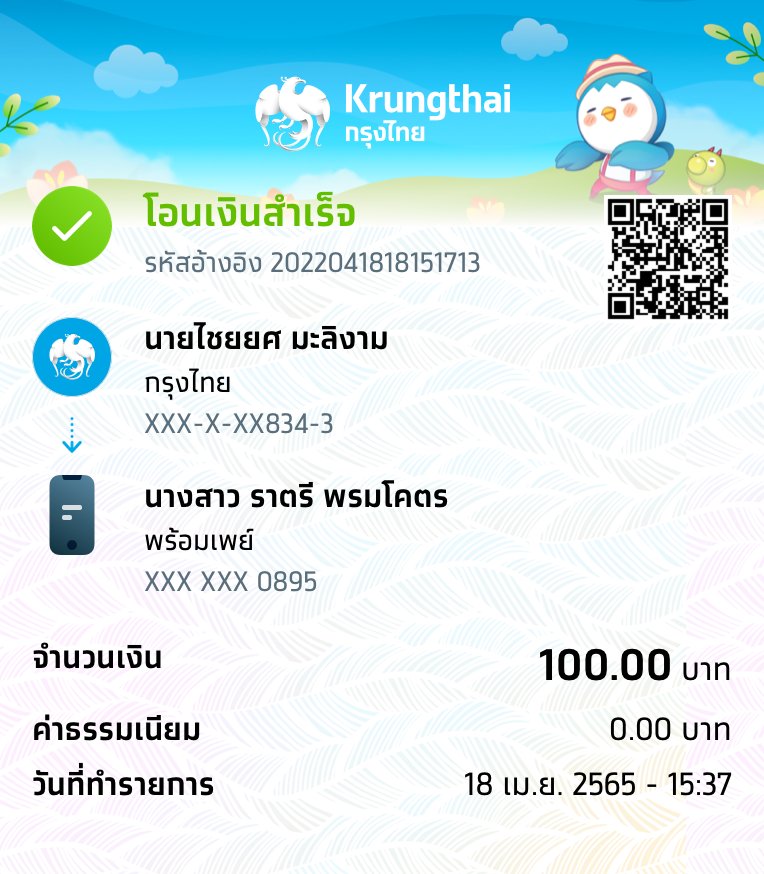 Krungthai
กรุงไทย
โอนเงินสำเร็จ
รหัสอ้างอิง 2022041818151713
นายไชยยศ มะลิงาม
กรุงไทย
XXX-X-XX834-3
นางสาว ราตรี พรมโคตร
พร้อมเพย์
XXX XXX 0895
จำนวนเงิน 100.00 บาท
ค่าธรรมเนียม 0.00 บาท
วันที่ทำรายการ 18 เม.ย. 2565 - 15:37